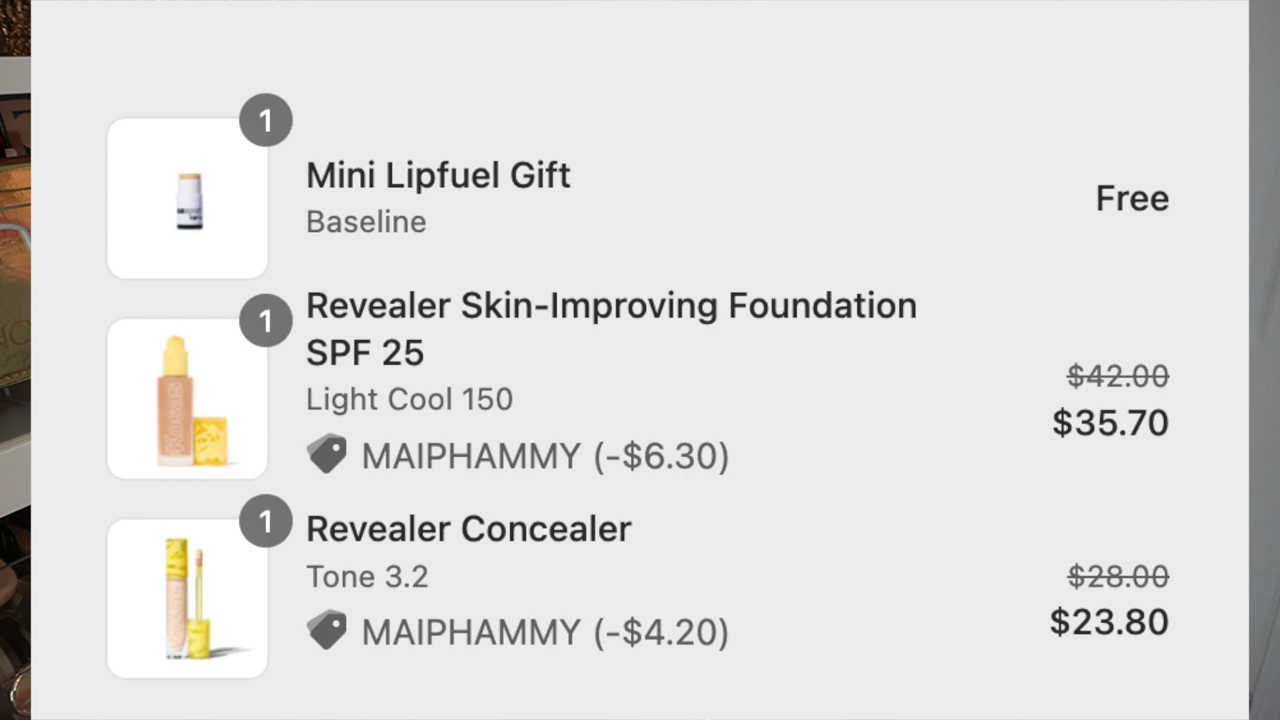 1
Mini Lipfuel Gift
Baseline
Free
1
Revealer Skin-Improving Foundation
SPF 25
Light Cool 150
MAIPHAMMY (-$6.30)
$42.00
$35.70
Kosas
1
Revealer Concealer
Tone 3.2
MAIPHAMMY (-$4.20)
$28.00
$23.80